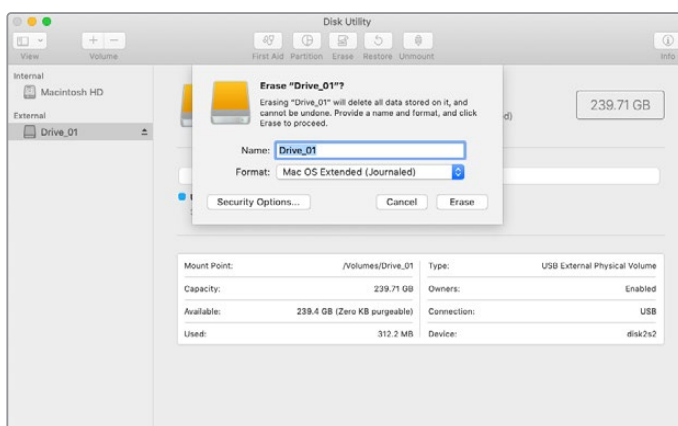 Disk Utility
View
Volume
First Aid
Partition
Erase
Restore
Unmount
Info
Internal
Macintosh HD
External
Drive_01
Erase “Drive_01”?
Erasing “Drive_01” will delete all data stored on it, and
cannot be undone. Provide a name and format, and click
Erase to proceed.
d)
239.71 GB
Name: Drive_01
Format: Mac OS Extended (Journaled)
Security Options...
Cancel
Erase
Mount Point: /Volumes/Drive_01
Type: USB External Physical Volume
Capacity: 239.71 GB
Owners: Enabled
Available: 239.4 GB (Zero KB purgeable)
Connection: USB
Used: 312.2 MB
Device: disk2s2